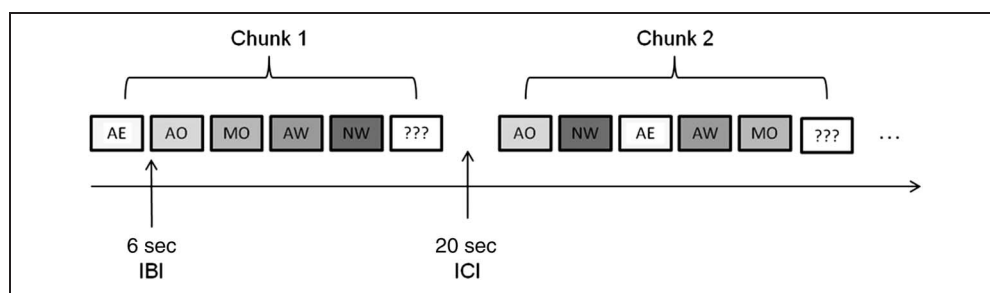 Chunk 1
Chunk 2
AE AO MO AW NW ??? AO NW AE AW MO ??? ...
6 sec
IBI
20 sec
ICI